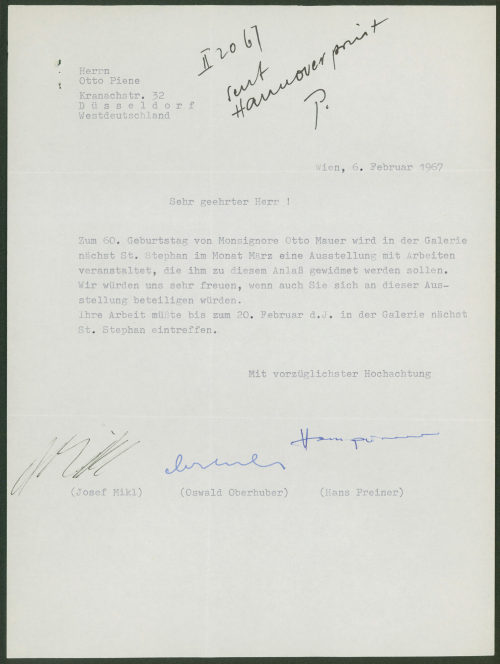 II 20 67
sent
Hannover print
P.
Herrn
Otto Piene
Kranachstr. 32
D ü s s e l d o r f
Westdeutschland
Wien, 6. Februar 1967
Sehr geehrter Herr !
Zum 60. Geburtstag von Monsignore Otto Mauer wird in der Galerie
nächst St. Stephan im Monat März eine Ausstellung mit Arbeiten
veranstaltet, die ihm zu diesem Anlaß gewidmet werden sollen.
Wir würden uns sehr freuen, wenn auch Sie sich an dieser Aus-
stellung beteiligen würden.
Ihre Arbeit müßte bis zum 20. Februar d.J. in der Galerie nächst
St. Stephan eintreffen.
Mit vorzüglichster Hochachtung
(Josef Mikl) (Oswald Oberhuber) (Hans Preiner)